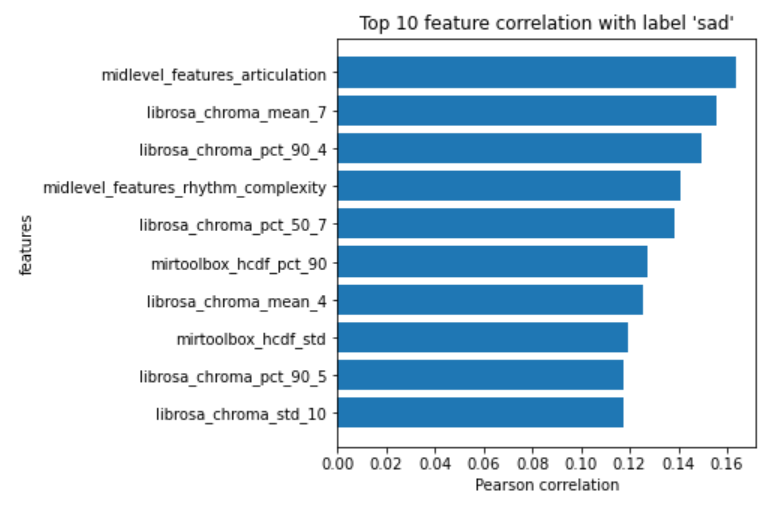 Top 10 feature correlation with label 'sad'
midlevel_features_articulation
librosa_chroma_mean_7
librosa_chroma_pct_90_4
midlevel_features_rhythm_complexity
librosa_chroma_pct_50_7
mirtoolbox_hcdf_pct_90
librosa_chroma_mean_4
mirtoolbox_hcdf_std
librosa_chroma_pct_90_5
librosa_chroma_std_10
features
0.00 0.02 0.04 0.06 0.08 0.10 0.12 0.14 0.16
Pearson correlation